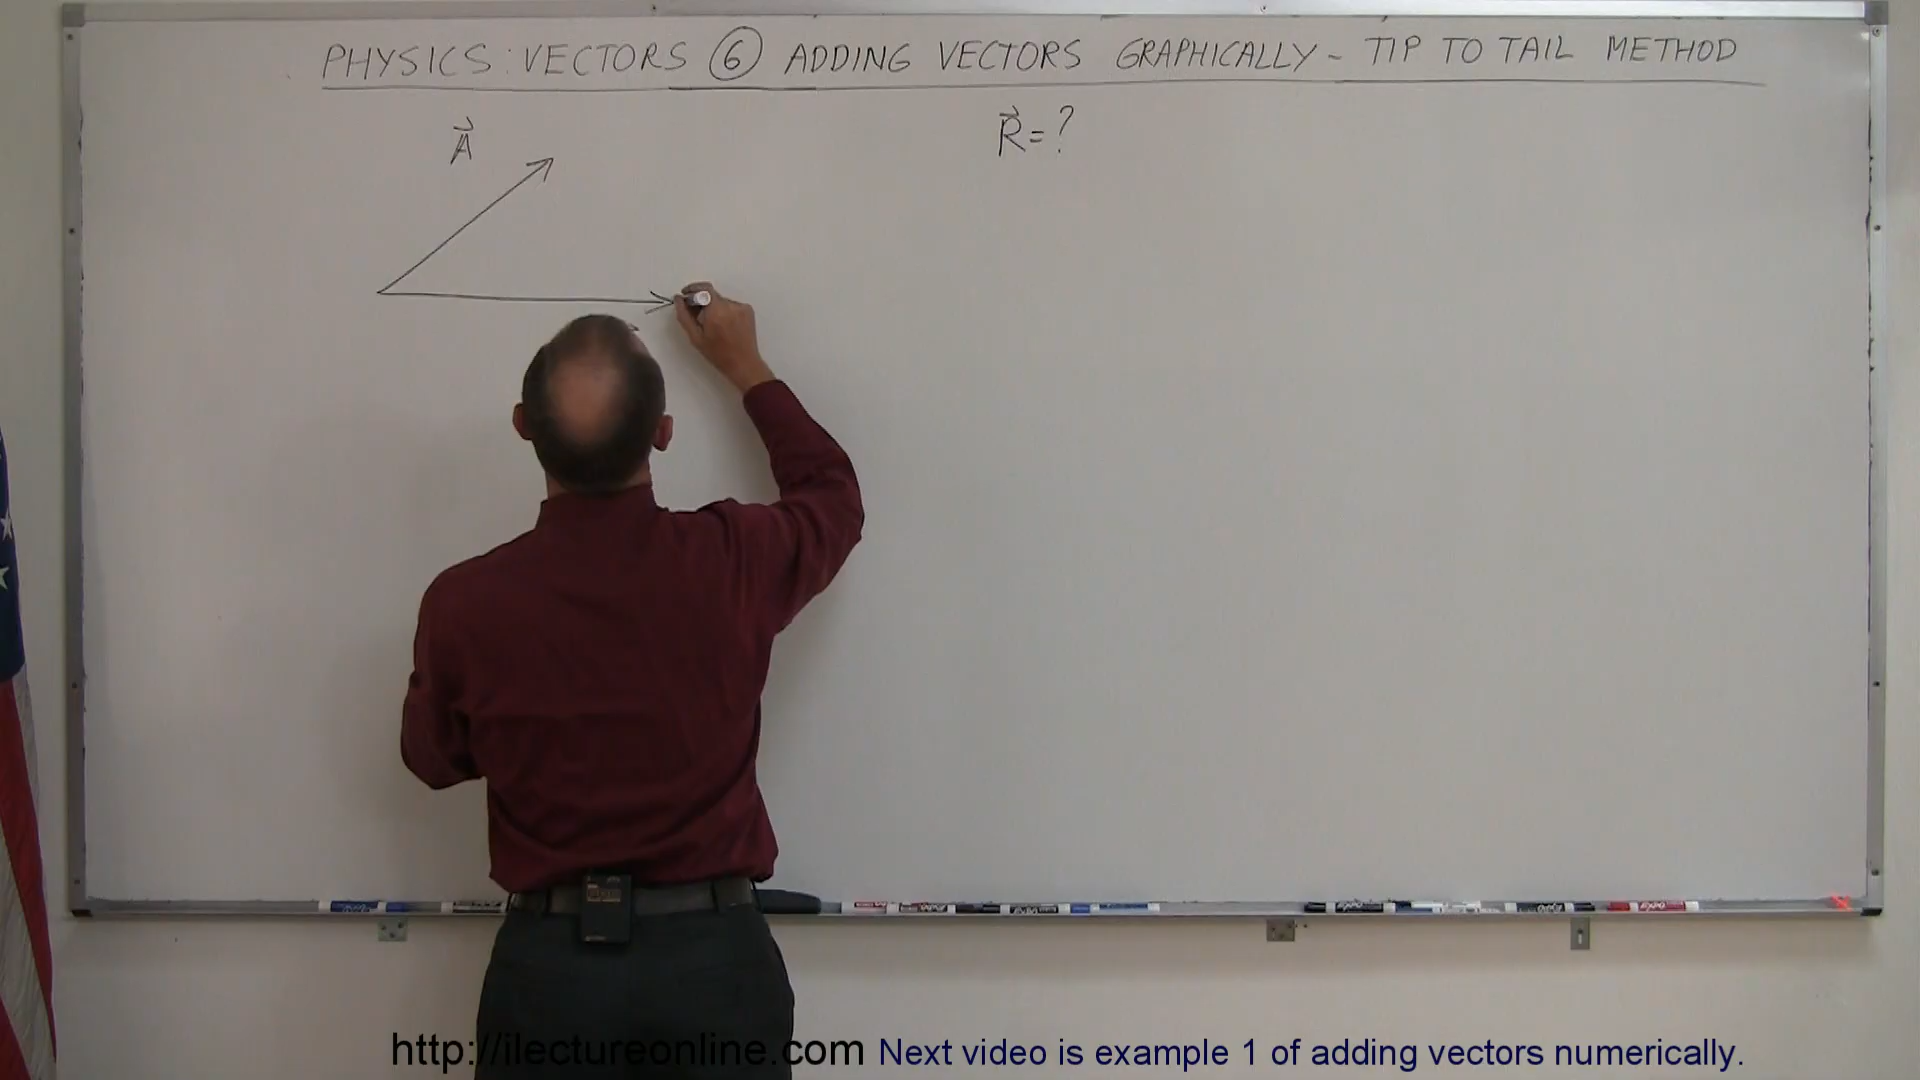 PHYSICS: VECTORS ⑥ ADDING VECTORS GRAPHICALLY - TIP TO TAIL METHOD
A⃗
R⃗ = ?
http://ilectureonline.com Next video is example 1 of adding vectors numerically.